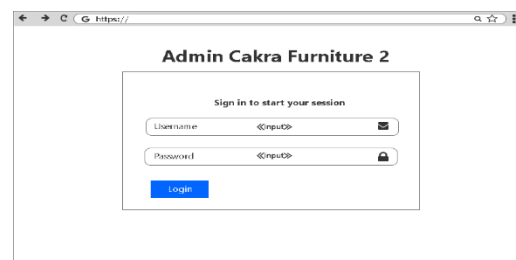 G https://
Admin Cakra Furniture 2
Sign in to start your session
Username <<input>>
Password <<input>>
Login